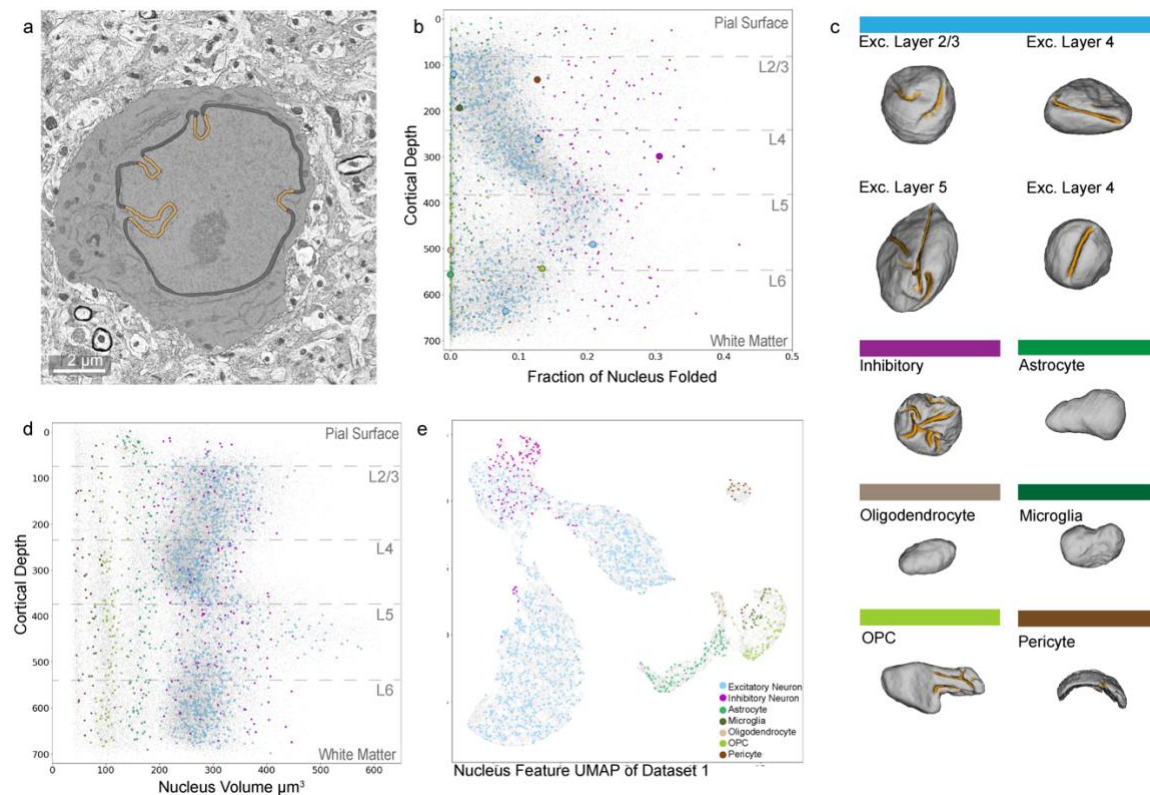 a
2 µm
b
Pial Surface
0
100
200
300
400
500
600
700
Cortical Depth
L2/3
L4
L5
L6
White Matter
0.0 0.1 0.2 0.3 0.4 0.5
Fraction of Nucleus Folded
c
Exc. Layer 2/3 Exc. Layer 4
Exc. Layer 5 Exc. Layer 4
Inhibitory Astrocyte
Oligodendrocyte Microglia
OPC Pericyte
d
Pial Surface
0
100
200
300
400
500
600
700
Cortical Depth
L2/3
L4
L5
L6
White Matter
0 100 200 300 400 500 600
Nucleus Volume µm³
e
Excitatory Neuron
Inhibitory Neuron
Astrocyte
Microglia
Oligodendrocyte
OPC
Pericyte
Nucleus Feature UMAP of Dataset 1